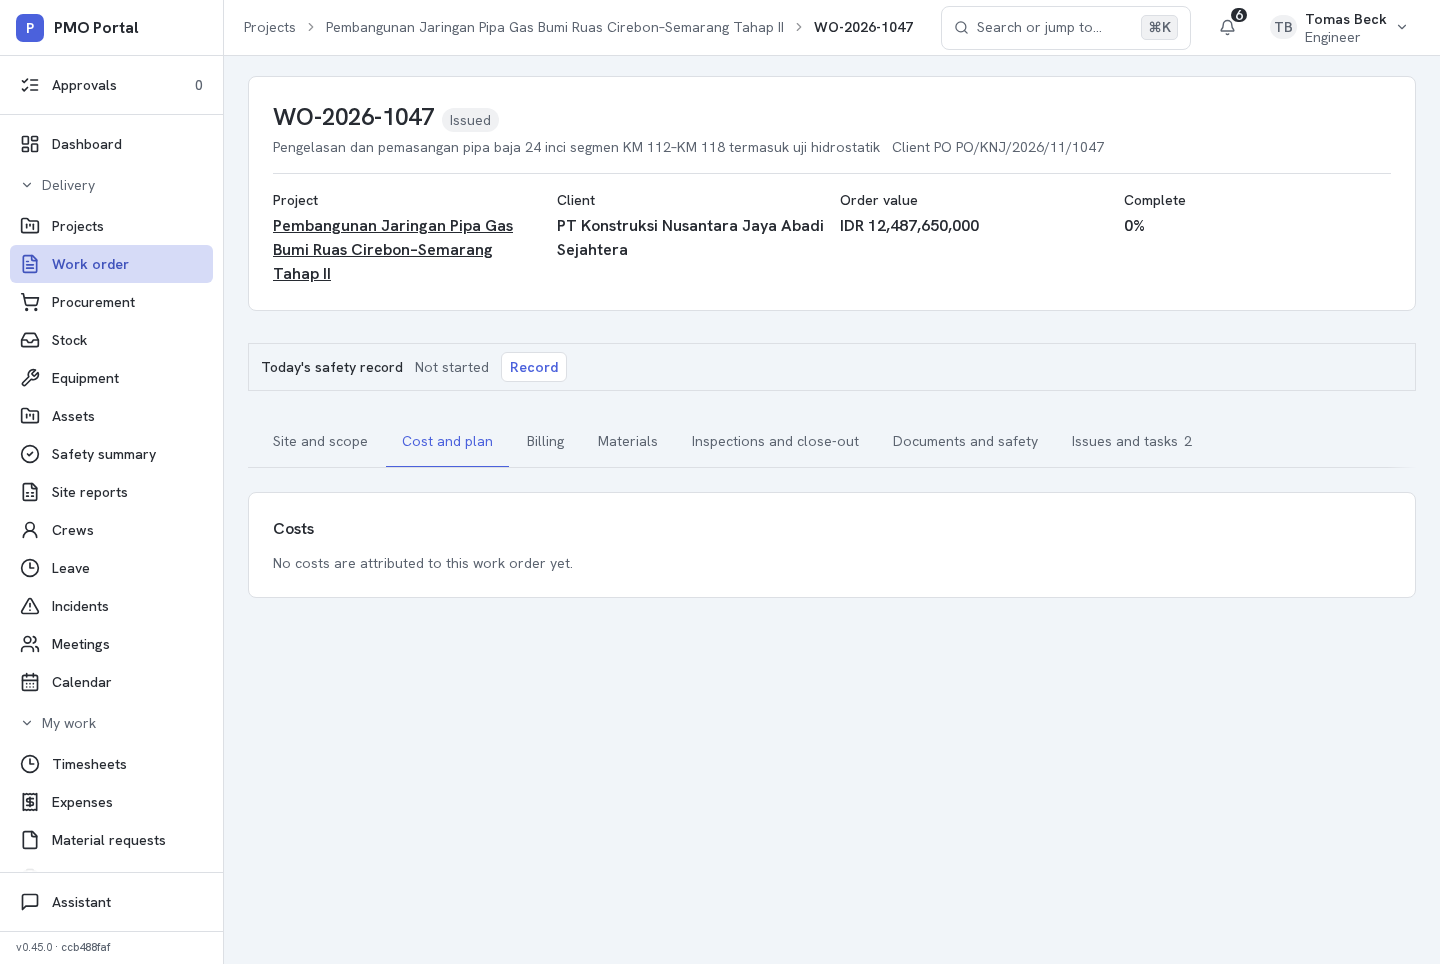 P PMO Portal
Projects > Pembangunan Jaringan Pipa Gas Bumi Ruas Cirebon–Semarang Tahap II > WO-2026-1047
Search or jump to... ⌘K
6
TB Tomas Beck
Engineer
Approvals 0
Dashboard
Delivery
Projects
Work order
Procurement
Stock
Equipment
Assets
Safety summary
Site reports
Crews
Leave
Incidents
Meetings
Calendar
My work
Timesheets
Expenses
Material requests
Assistant
v0.45.0 · ccb488faf
WO-2026-1047 Issued
Pengelasan dan pemasangan pipa baja 24 inci segmen KM 112–KM 118 termasuk uji hidrostatik Client PO PO/KNJ/2026/11/1047
Project
Pembangunan Jaringan Pipa Gas
Bumi Ruas Cirebon–Semarang
Tahap II
Client
PT Konstruksi Nusantara Jaya Abadi
Sejahtera
Order value
IDR 12,487,650,000
Complete
0%
Today's safety record Not started Record
Site and scope Cost and plan Billing Materials Inspections and close-out Documents and safety Issues and tasks 2
Costs
No costs are attributed to this work order yet.